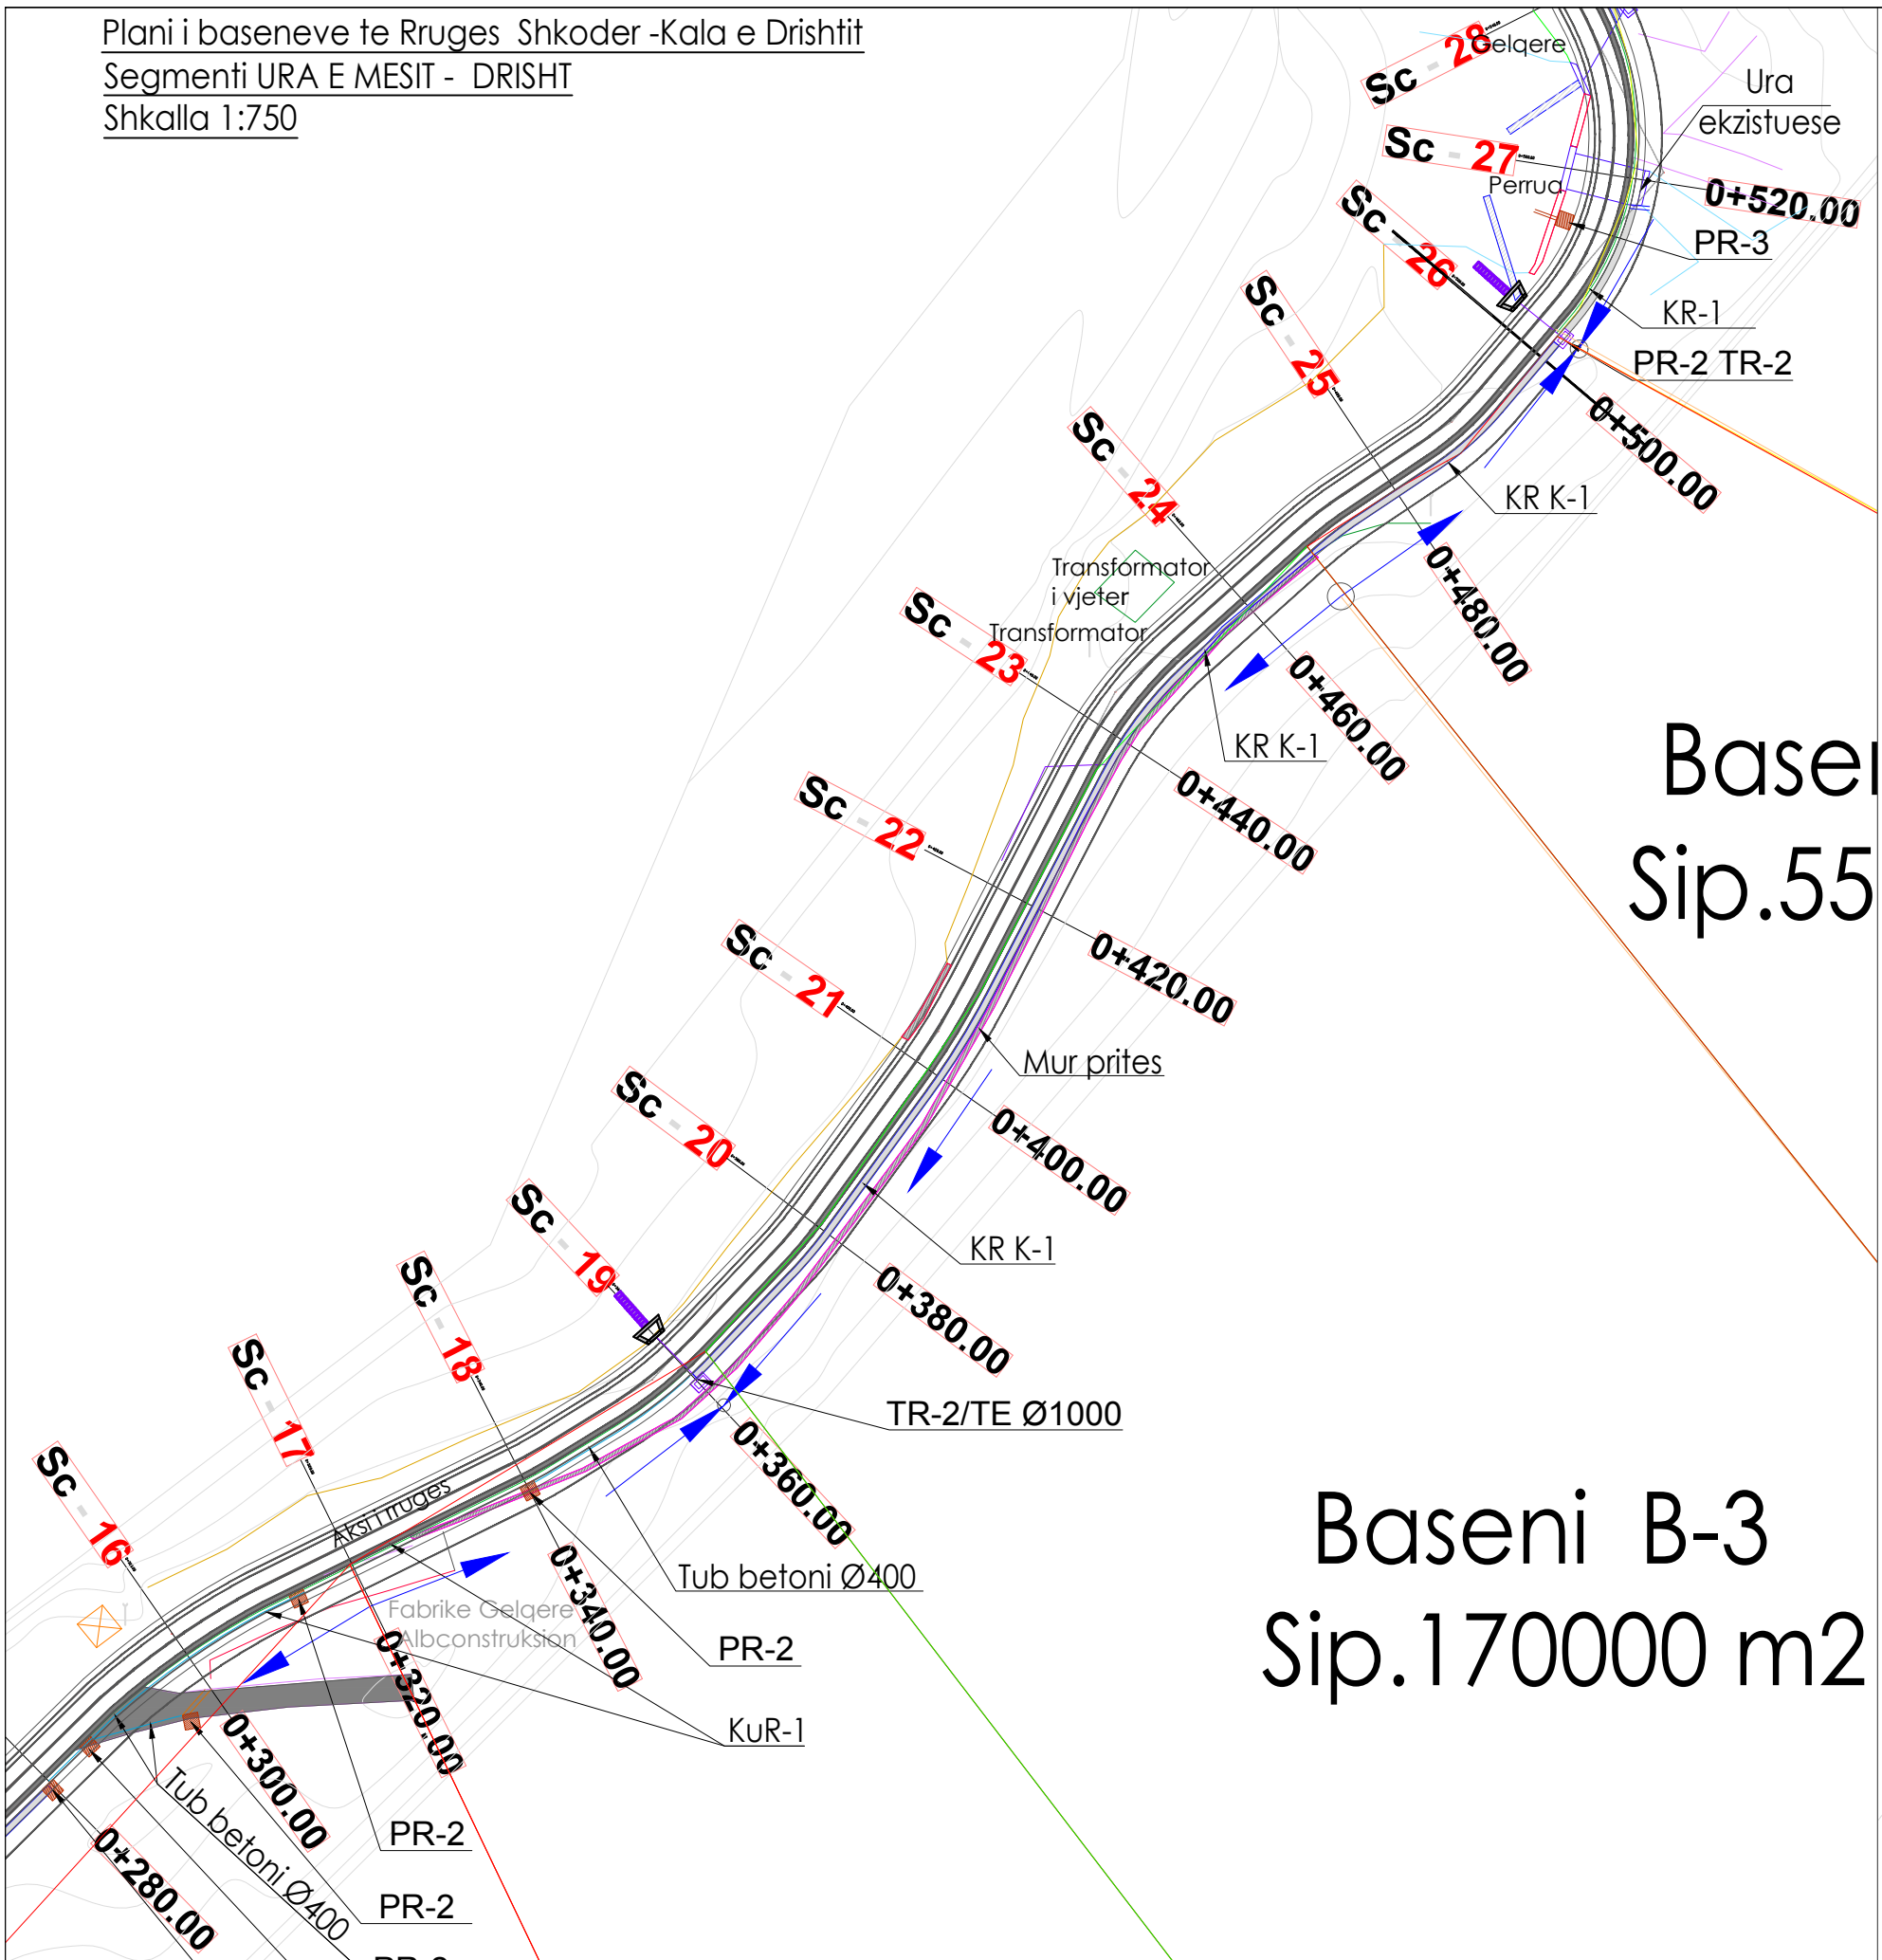 Plani i baseneve te Rruges Shkoder -Kala e Drishtit
Segmenti URA E MESIT - DRISHT
Shkalla 1:750
Sc - 28
Gelqere
Ura
ekzistuese
Sc - 27
Perrua
0+520.00
Sc - 26
PR-3
KR-1
PR-2 TR-2
Sc - 25
0+500.00
Sc - 24
KR K-1
Transformator
i vjeter
0+480.00
Sc - 23
Transformator
0+460.00
KR K-1
Sc - 22
0+440.00
Sip.55
Sc - 21
0+420.00
Mur prites
Sc - 20
0+400.00
KR K-1
Sc - 19
0+380.00
Sc - 18
TR-2/TE Ø1000
Sc - 17
0+360.00
Sc - 16
Aksi i rruges
Baseni B-3
Sip.170000 m2
Tub betoni Ø400
0+340.00
Fabrike Gelqere
Albconstruksion
PR-2
0+320.00
KuR-1
0+300.00
Tub betoni Ø400
PR-2
0+280.00
PR-2